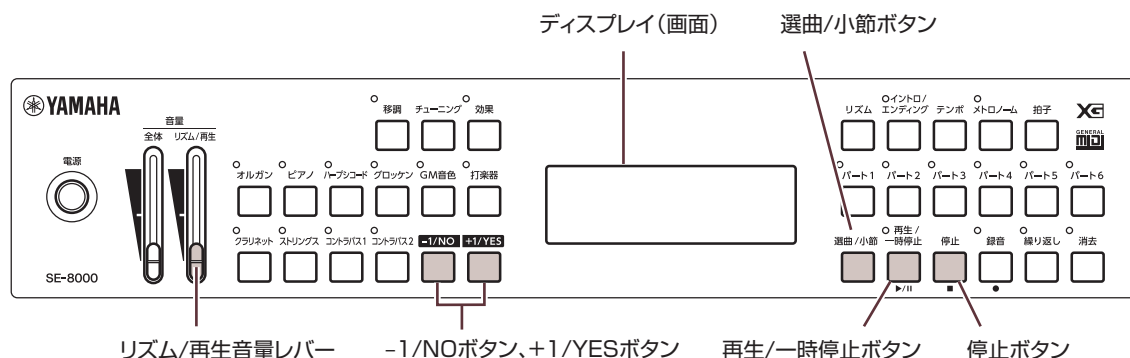 ディスプレイ（画面） 選曲/小節ボタン
YAMAHA
音量
全体 リズム/再生
電源
移調 チューニング 効果
リズム イントロ/エンディング テンポ メトロノーム 拍子
XG
GENERAL MIDI
オルガン ピアノ ハープシコード グロッケン GM音色 打楽器
パート1 パート2 パート3 パート4 パート5 パート6
クラリネット ストリングス コントラバス1 コントラバス2 -1/NO +1/YES
選曲/小節 再生/一時停止 停止 録音 繰り返し 消去
SE-8000
リズム/再生音量レバー –1/NOボタン、+1/YESボタン 再生/一時停止ボタン 停止ボタン